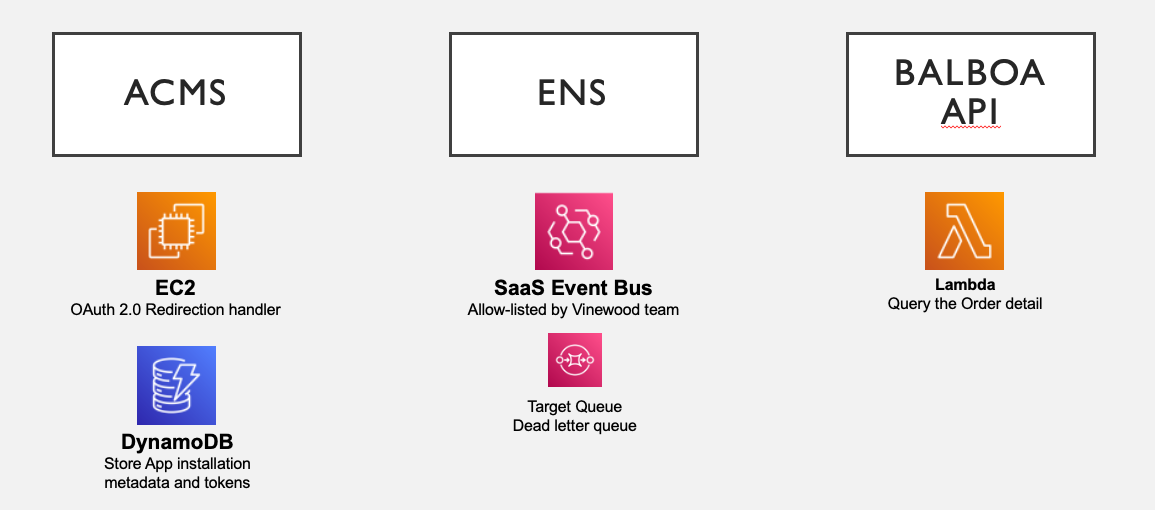 ACMS
ENS
BALBOA
API
EC2
OAuth 2.0 Redirection handler
DynamoDB
Store App installation
metadata and tokens
SaaS Event Bus
Allow-listed by Vinewood team
Target Queue
Dead letter queue
Lambda
Query the Order detail